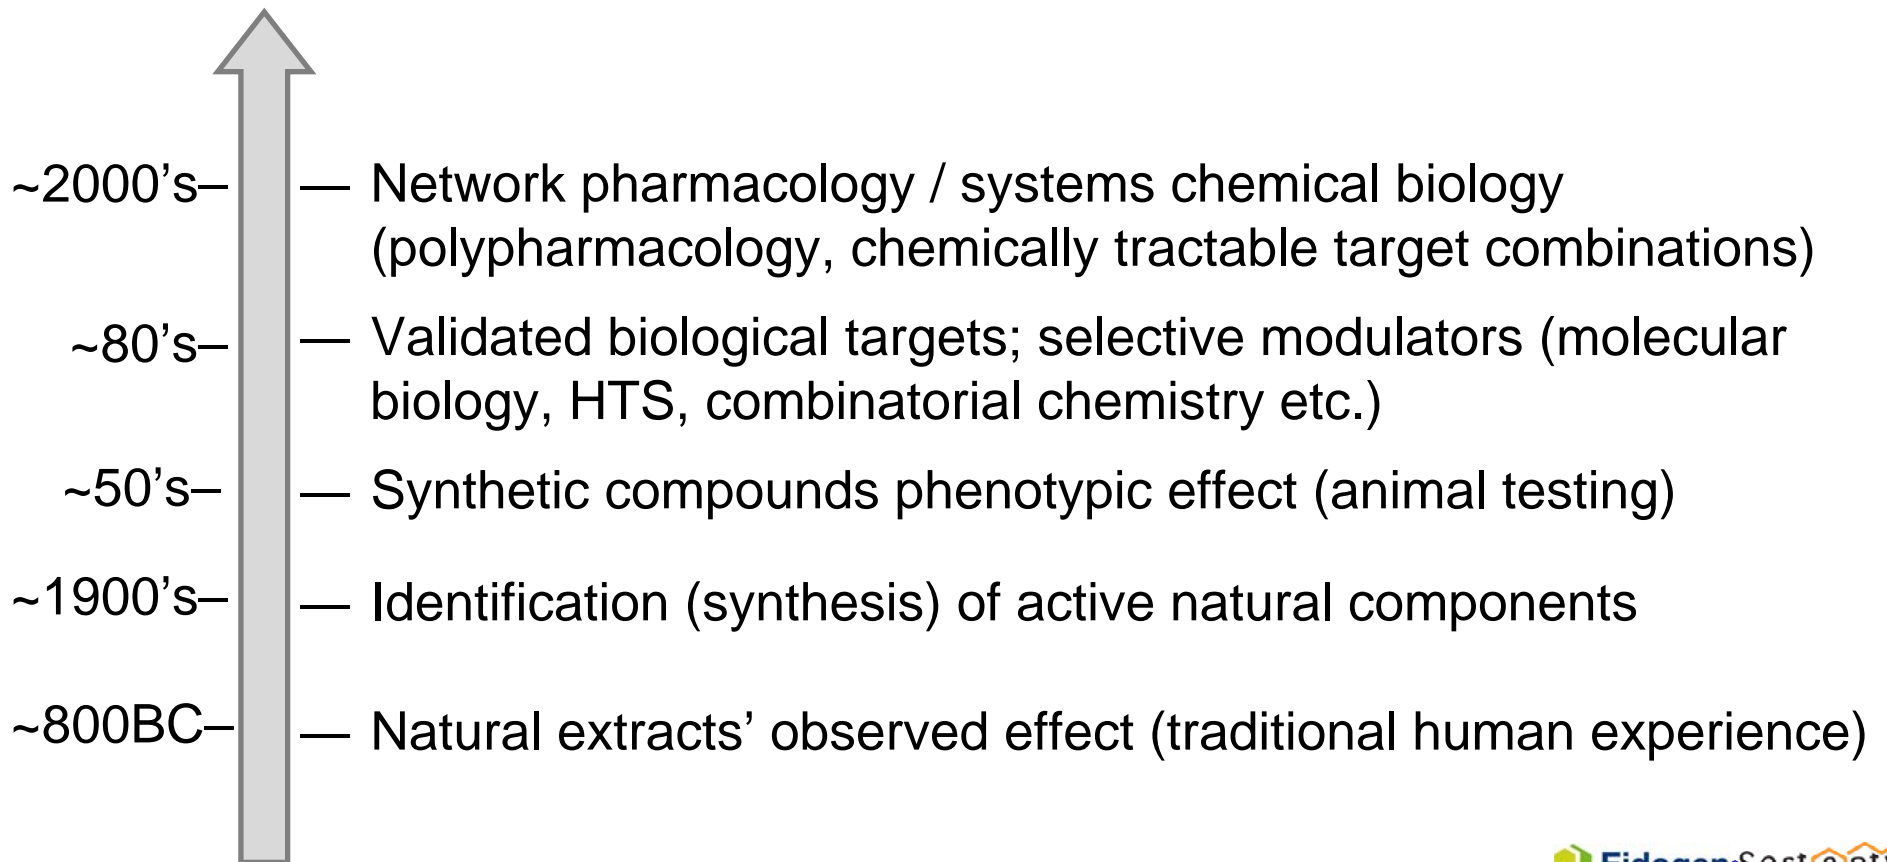 ~2000's– — Network pharmacology / systems chemical biology
(polypharmacology, chemically tractable target combinations)
~80's– — Validated biological targets; selective modulators (molecular
biology, HTS, combinatorial chemistry etc.)
~50's– — Synthetic compounds phenotypic effect (animal testing)
~1900's– — Identification (synthesis) of active natural components
~800BC– — Natural extracts' observed effect (traditional human experience)